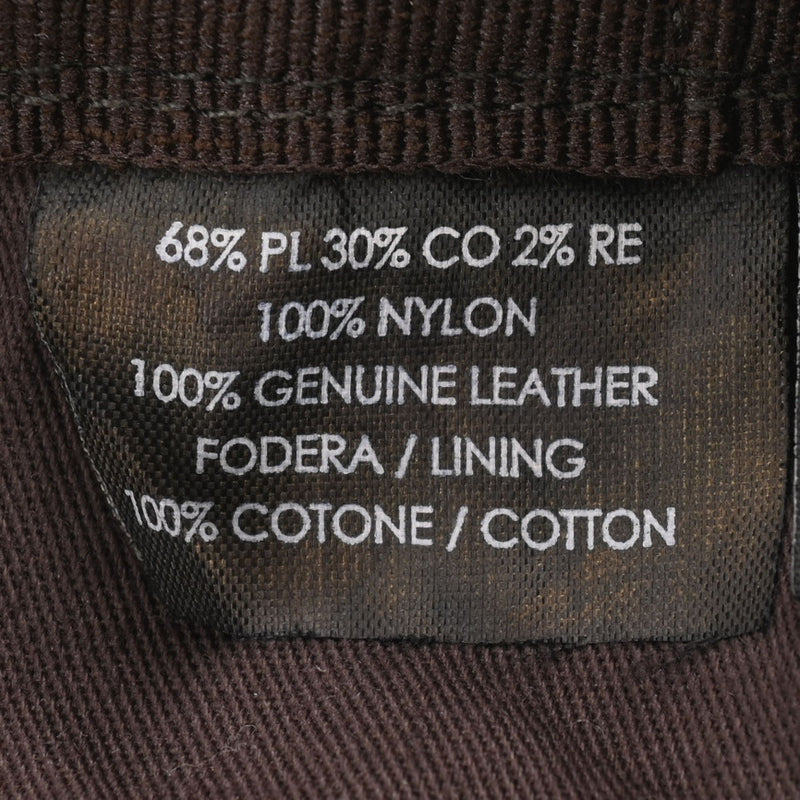 68% PL 30% CO 2% RE
100% NYLON
100% GENUINE LEATHER
FODERA / LINING
100% COTONE / COTTON